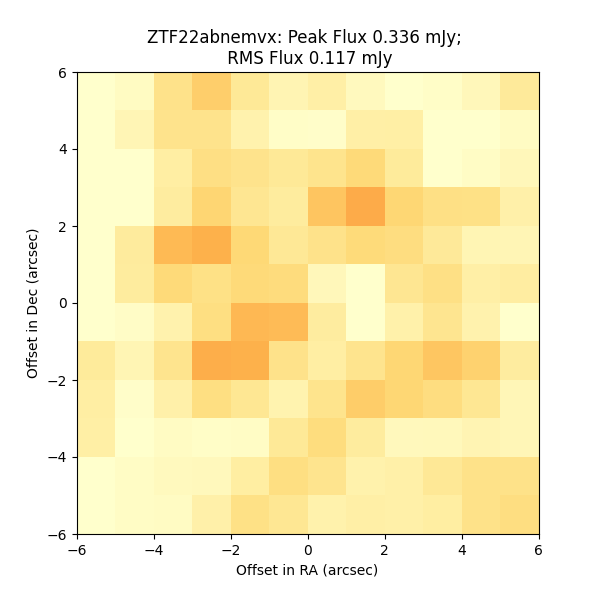 ZTF22abnemvx: Peak Flux 0.336 mJy;
RMS Flux 0.117 mJy
6
4
2
0
−2
−4
−6
Offset in Dec (arcsec)
−6 −4 −2 0 2 4 6
Offset in RA (arcsec)